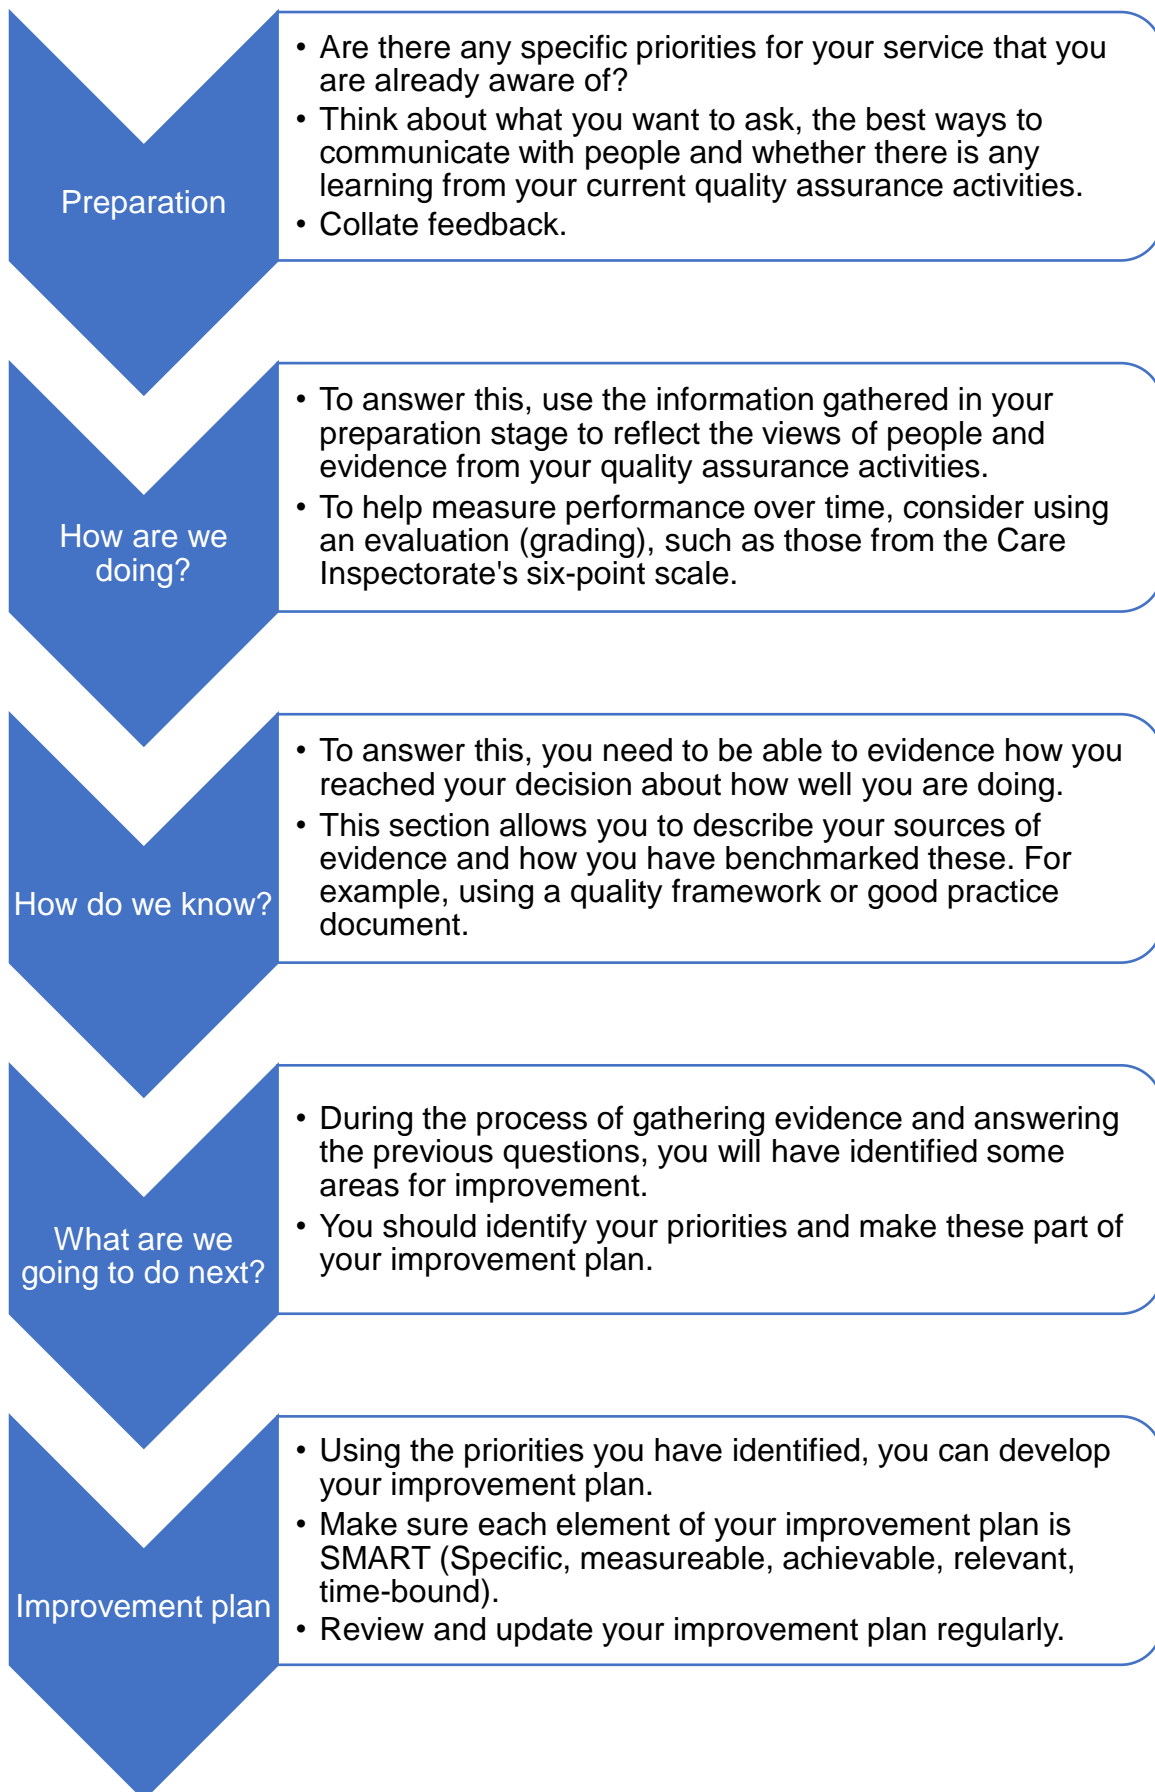 Preparation
• Are there any specific priorities for your service that you
are already aware of?
• Think about what you want to ask, the best ways to
communicate with people and whether there is any
learning from your current quality assurance activities.
• Collate feedback.
How are we
doing?
• To answer this, use the information gathered in your
preparation stage to reflect the views of people and
evidence from your quality assurance activities.
• To help measure performance over time, consider using
an evaluation (grading), such as those from the Care
Inspectorate's six-point scale.
How do we know?
• To answer this, you need to be able to evidence how you
reached your decision about how well you are doing.
• This section allows you to describe your sources of
evidence and how you have benchmarked these. For
example, using a quality framework or good practice
document.
What are we
going to do next?
• During the process of gathering evidence and answering
the previous questions, you will have identified some
areas for improvement.
• You should identify your priorities and make these part of
your improvement plan.
Improvement plan
• Using the priorities you have identified, you can develop
your improvement plan.
• Make sure each element of your improvement plan is
SMART (Specific, measureable, achievable, relevant,
time-bound).
• Review and update your improvement plan regularly.